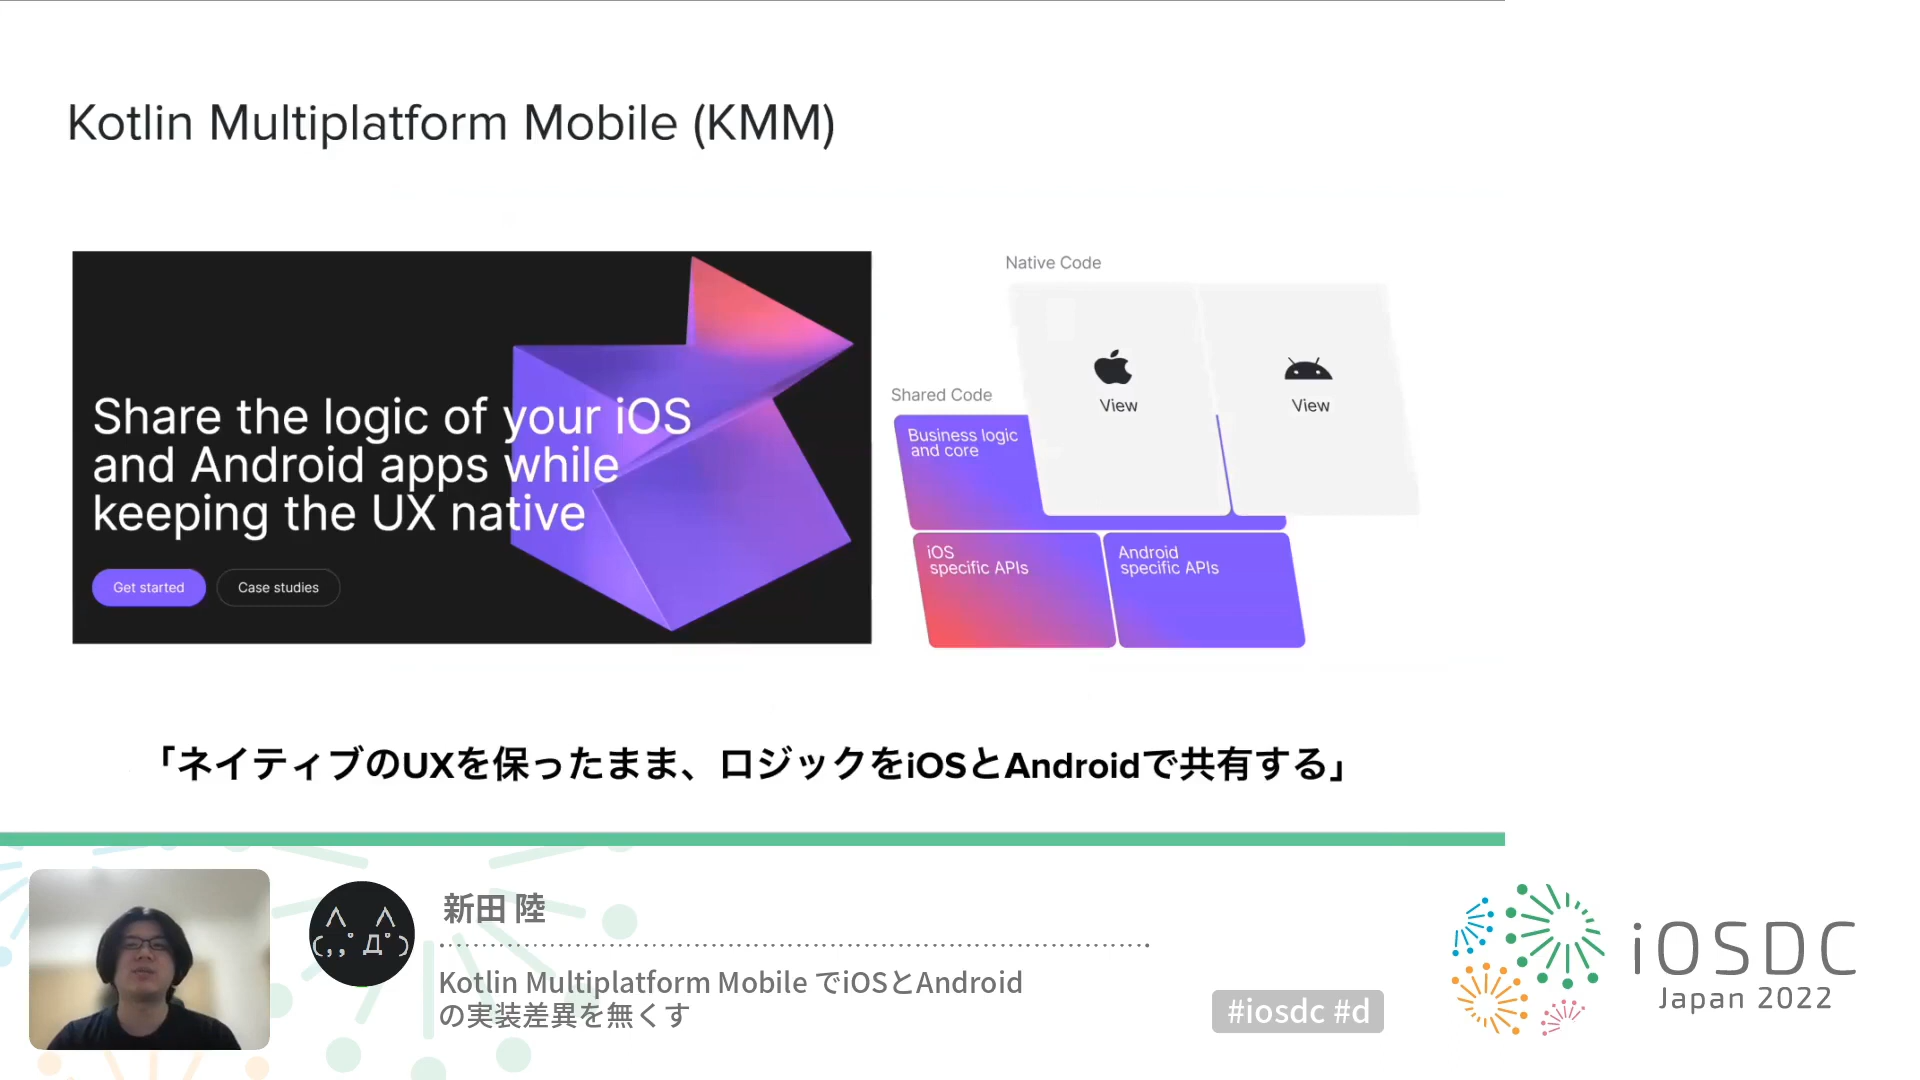 Kotlin Multiplatform Mobile (KMM)
Share the logic of your iOS
and Android apps while
keeping the UX native
Get started
Case studies
Native Code
View
View
Shared Code
Business logic
and core
iOS
specific APIs
Android
specific APIs
「ネイティブのUXを保ったまま、ロジックをiOSとAndroidで共有する」
新田 陸
Kotlin Multiplatform Mobile でiOSとAndroid
の実装差異を無くす
#iosdc #d
iOSDC
Japan 2022